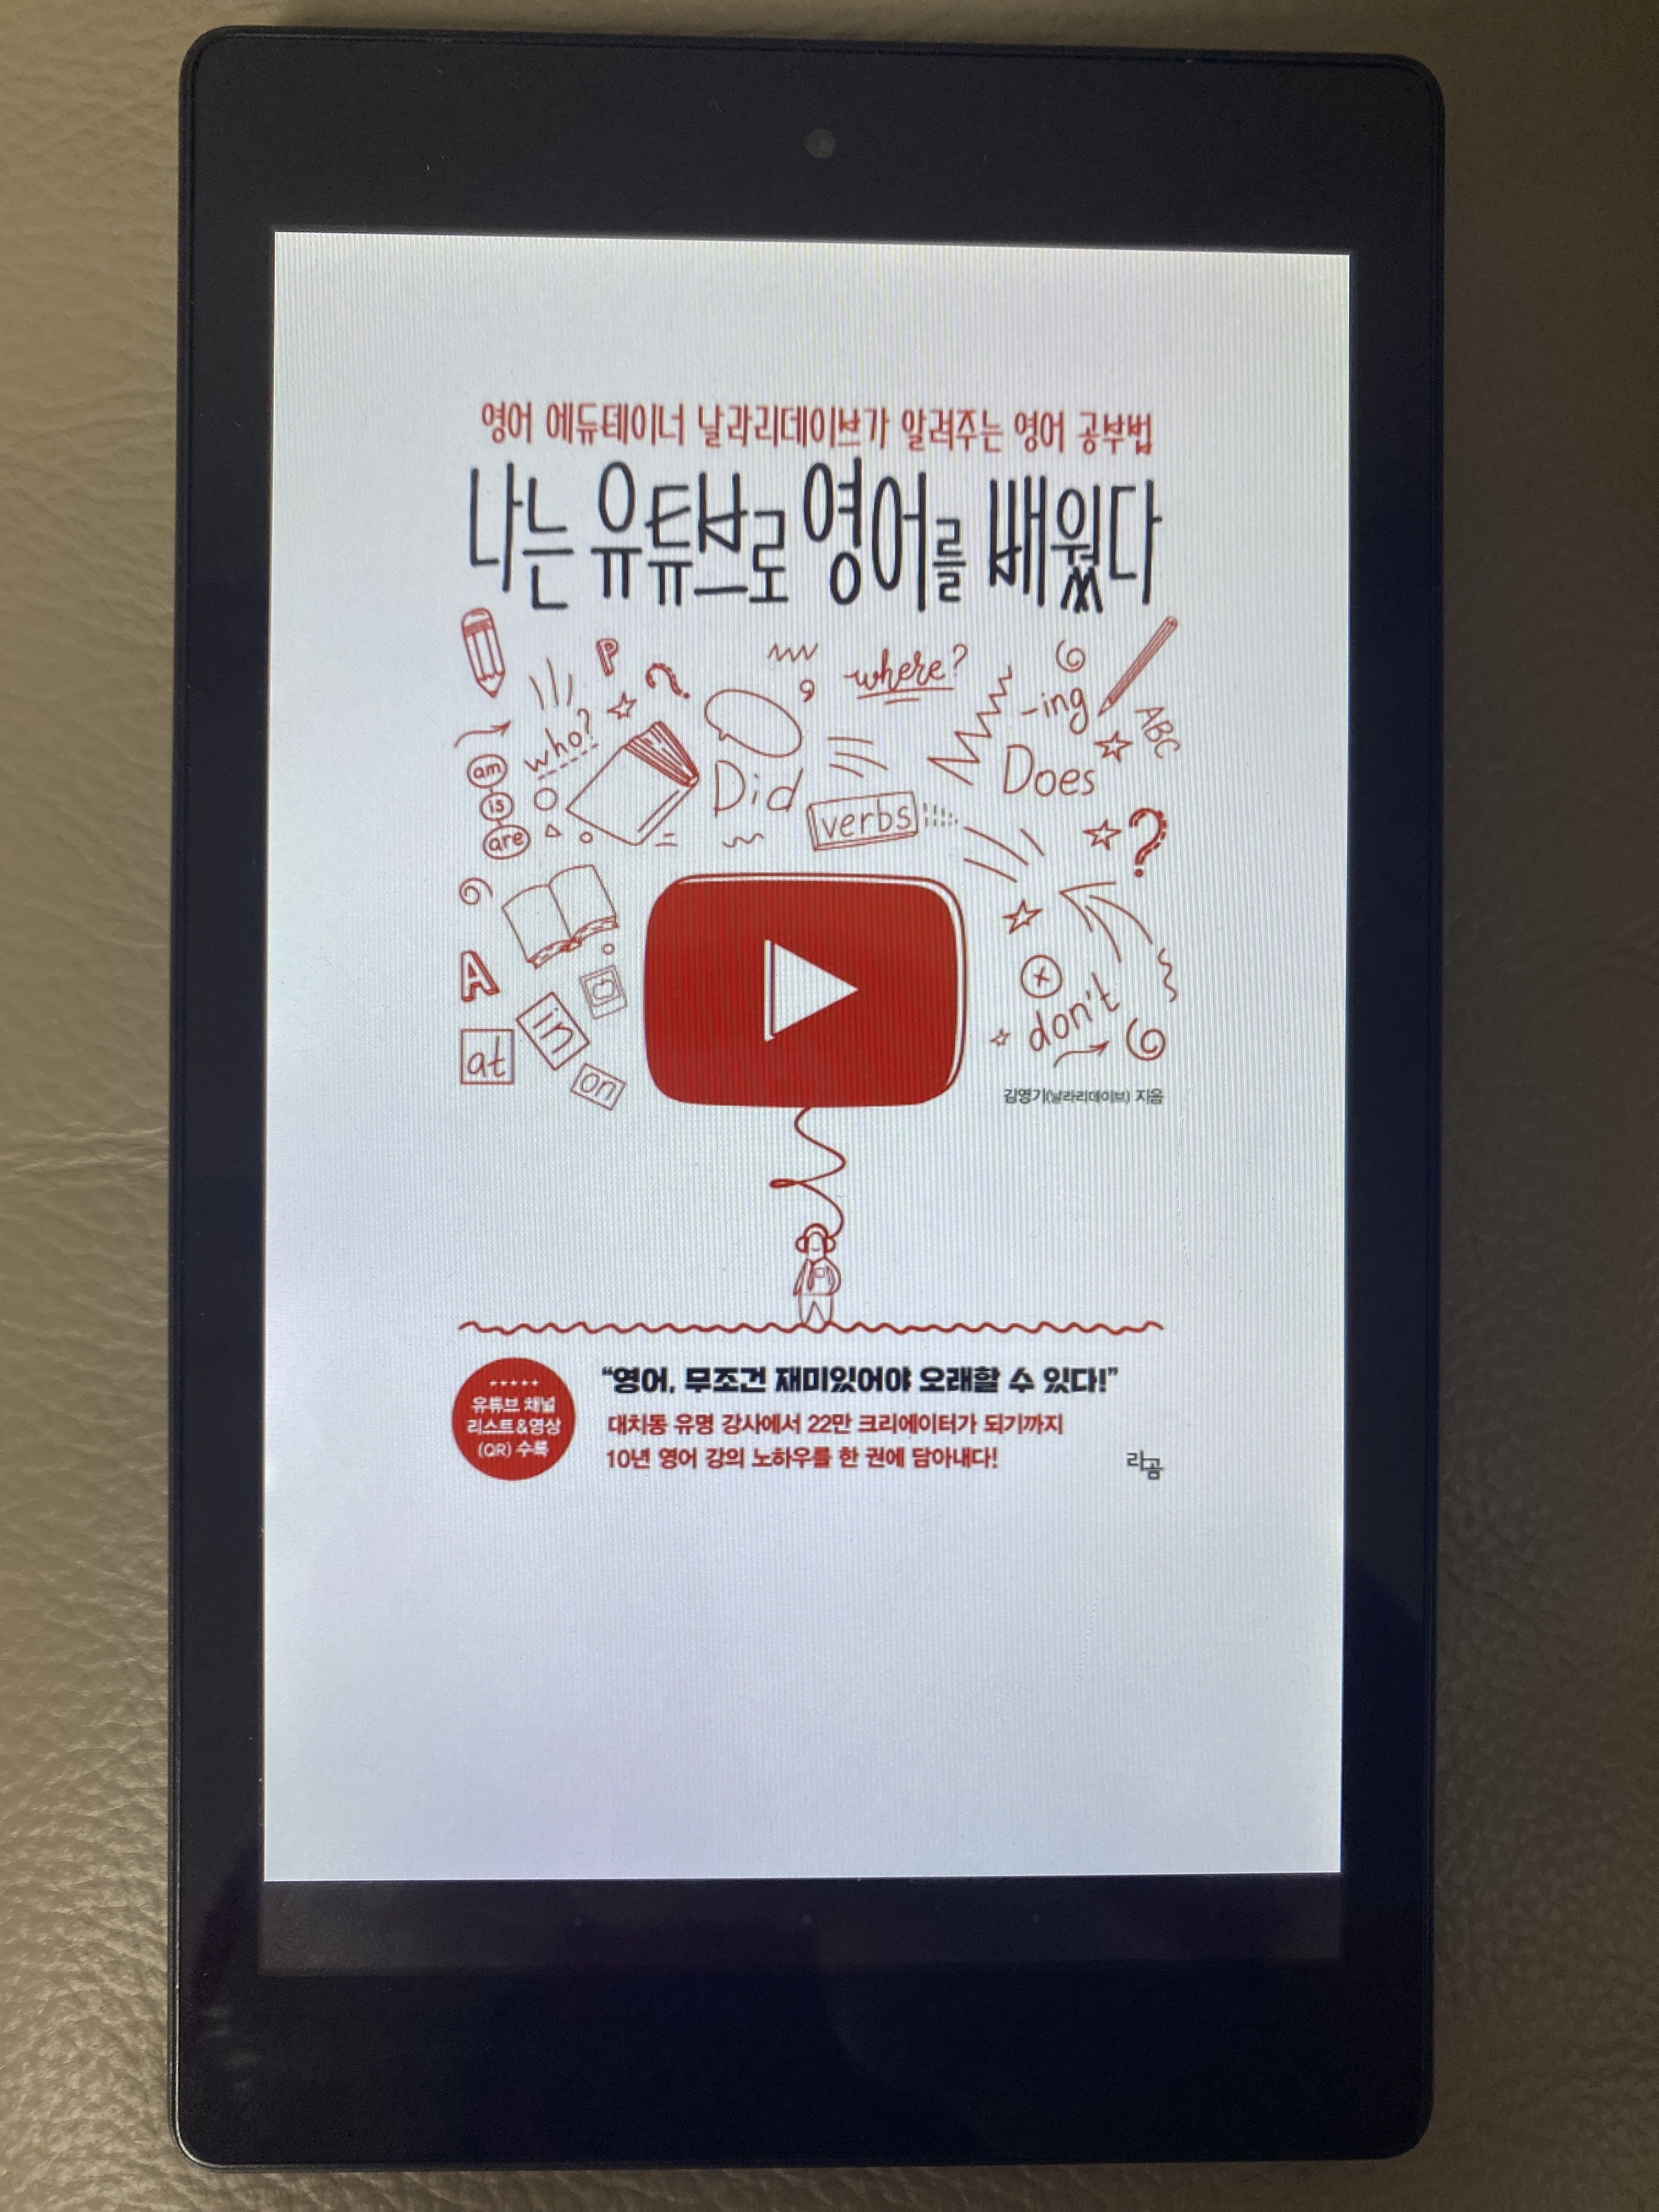 영어 에듀테이너 날라리데이브가 알려주는 영어 공부법
나는 유튜브로 영어를 배웠다
P
?
where?
-ing
ABC
who?
am
is
are
Did
verbs
Does
?
A
at
in
on
don't
김영기(날라리데이브) 지음
유튜브 채널
리스트&영상
(QR) 수록
“영어, 무조건 재미있어야 오래할 수 있다!”
대치동 유명 강사에서 22만 크리에이터가 되기까지
10년 영어 강의 노하우를 한 권에 담아내다!
라곰